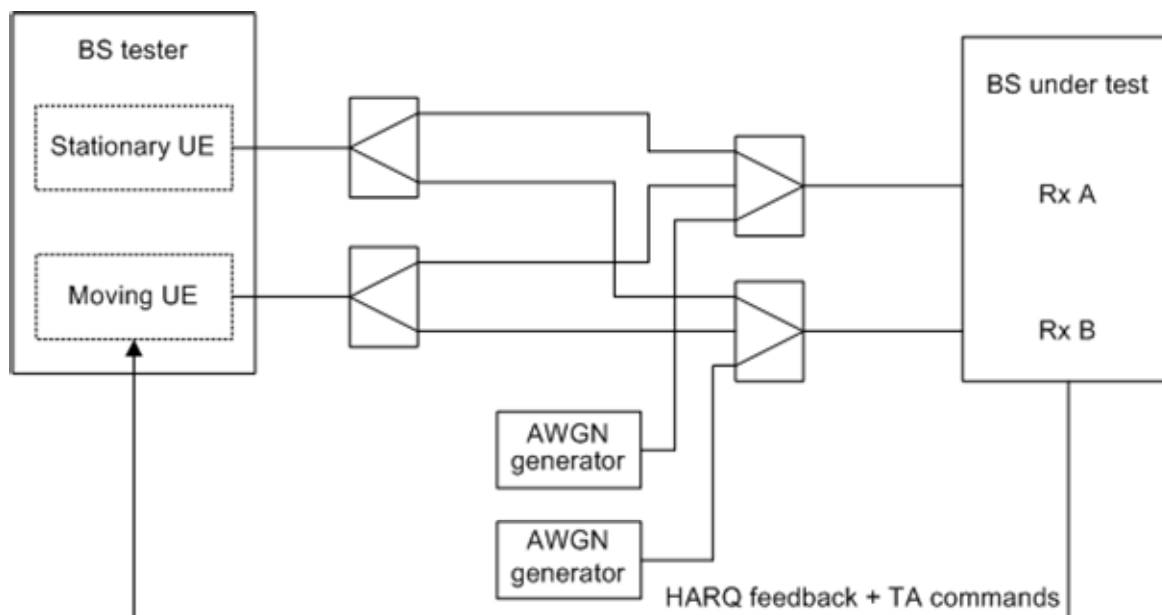 BS tester
Stationary UE
Moving UE
BS under test
Rx A
Rx B
AWGN
generator
AWGN
generator
HARQ feedback + TA commands